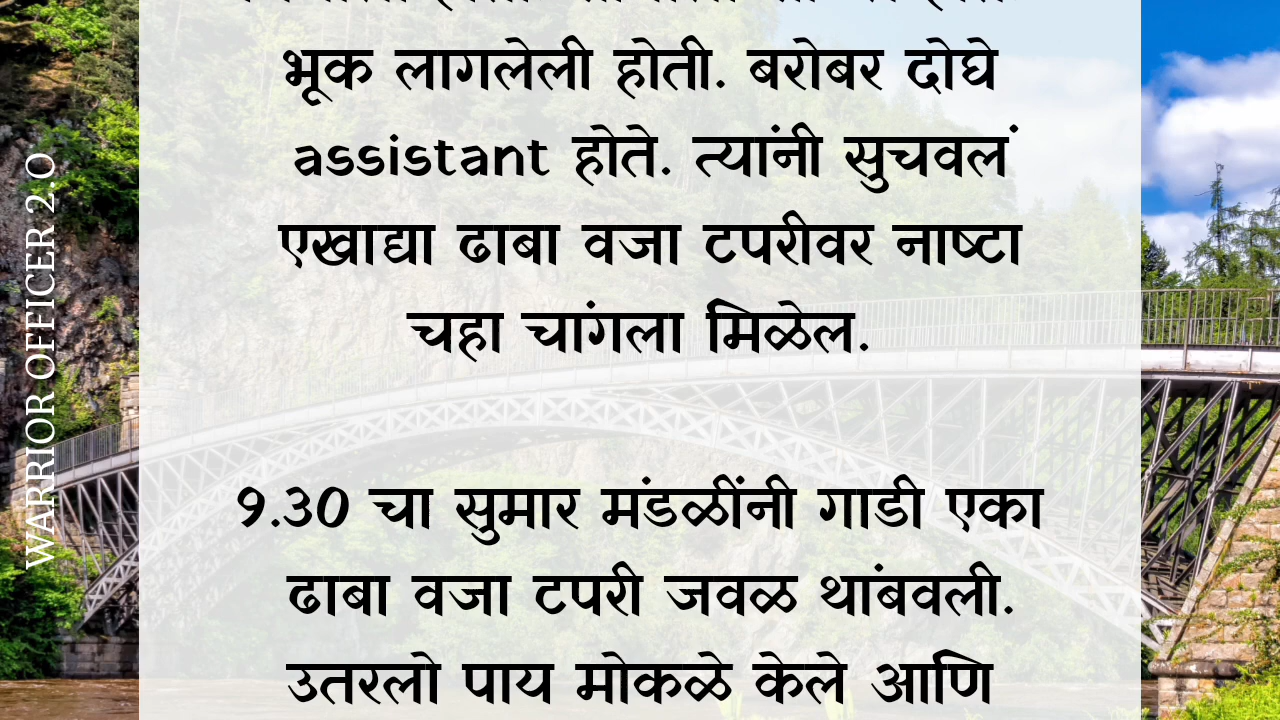 भूक लागलेली होती. बरोबर दोघे
assistant होते. त्यांनी सुचवलं
एखाद्या ढाबा वजा टपरीवर नाष्टा
चहा चांगला मिळेल.
9.30 चा सुमार मंडळींनी गाडी एका
ढाबा वजा टपरी जवळ थांबवली.
उतरलो पाय मोकळे केले आणि
WARRIOR OFFICER 2.0